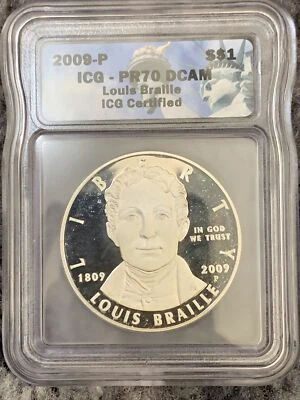 2009-P S$1
ICG - PR70 DCAM
Louis Braille
ICG Certified
LIBERTY
IN GOD
WE TRUST
1809 2009
P
LOUIS BRAILLE